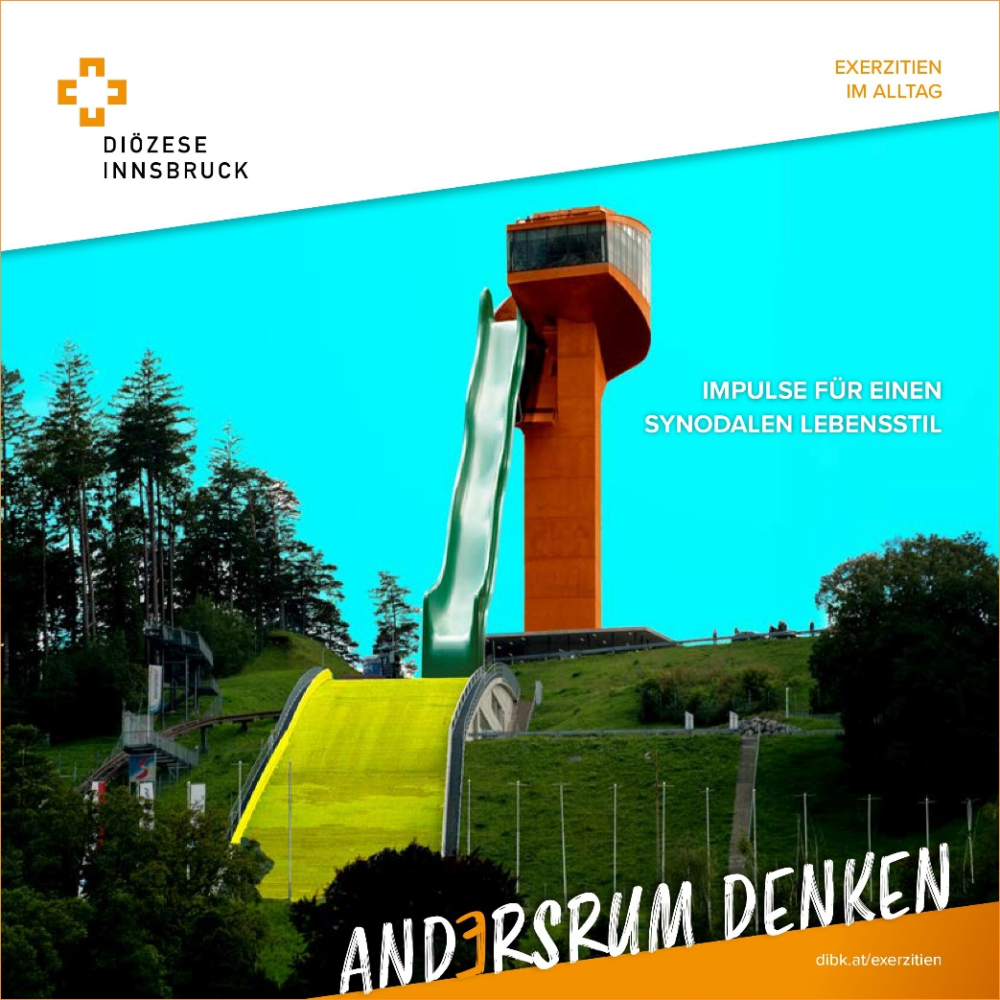 DIÖZESE
INNSBRUCK
EXERZITIEN
IM ALLTAG
IMPULSE FÜR EINEN
SYNODALEN LEBENSSTIL
ANDƎRSRUM DENKEN
dibk.at/exerzitien